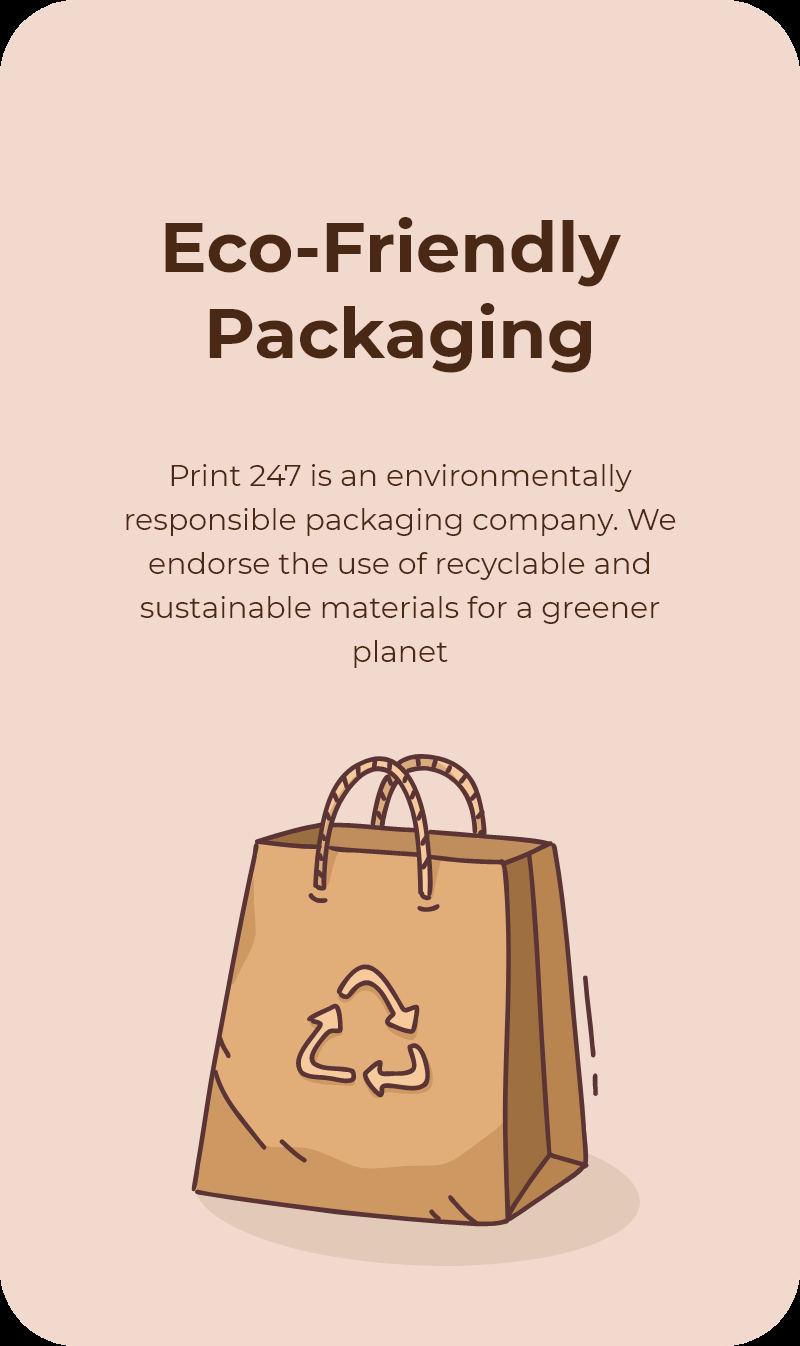 Eco-Friendly
Packaging
Print 247 is an environmentally
responsible packaging company. We
endorse the use of recyclable and
sustainable materials for a greener
planet